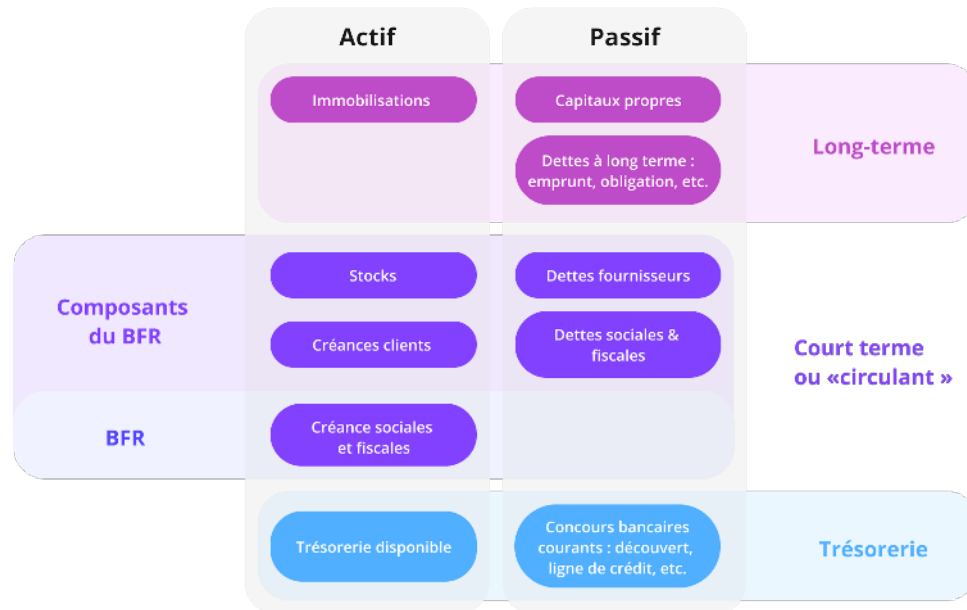 Actif
Passif
Immobilisations
Capitaux propres
Dettes à long terme :
emprunt, obligation, etc.
Long-terme
Composants
du BFR
Stocks
Dettes fournisseurs
Créances clients
Dettes sociales &
fiscales
Court terme
ou «circulant »
BFR
Créance sociales
et fiscales
Trésorerie disponible
Concours bancaires
courants : découvert,
ligne de crédit, etc.
Trésorerie